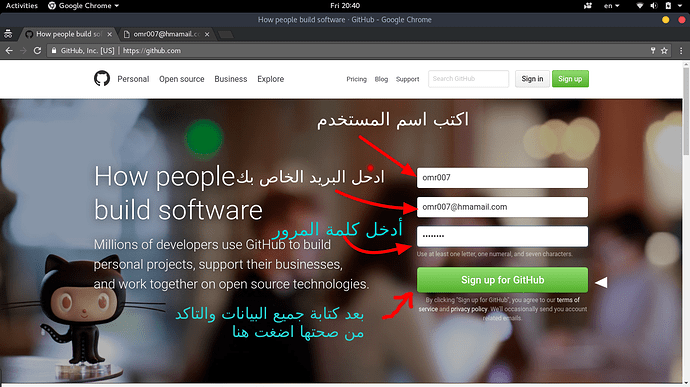 Activities Google Chrome Fri 20:40 en
How people build software · GitHub - Google Chrome
How people build so omr007@hmamail.c
GitHub, Inc. [US] https://github.com
Personal Open source Business Explore Pricing Blog Support Search GitHub Sign in Sign up
اكتب اسم المستخدم
How people
ادخل البريد الخاص بك
omr007
build software
omr007@hmamail.com
أدخل كلمة المرور
••••••••
Millions of developers use GitHub to build
personal projects, support their businesses,
and work together on open source technologies.
Use at least one letter, one numeral, and seven characters.
Sign up for GitHub
By clicking "Sign up for GitHub", you agree to our terms of
service and privacy policy. We'll occasionally send you account
related emails.
بعد كتابة جميع البيانات والتاكد
من صحتها اضغت هنا